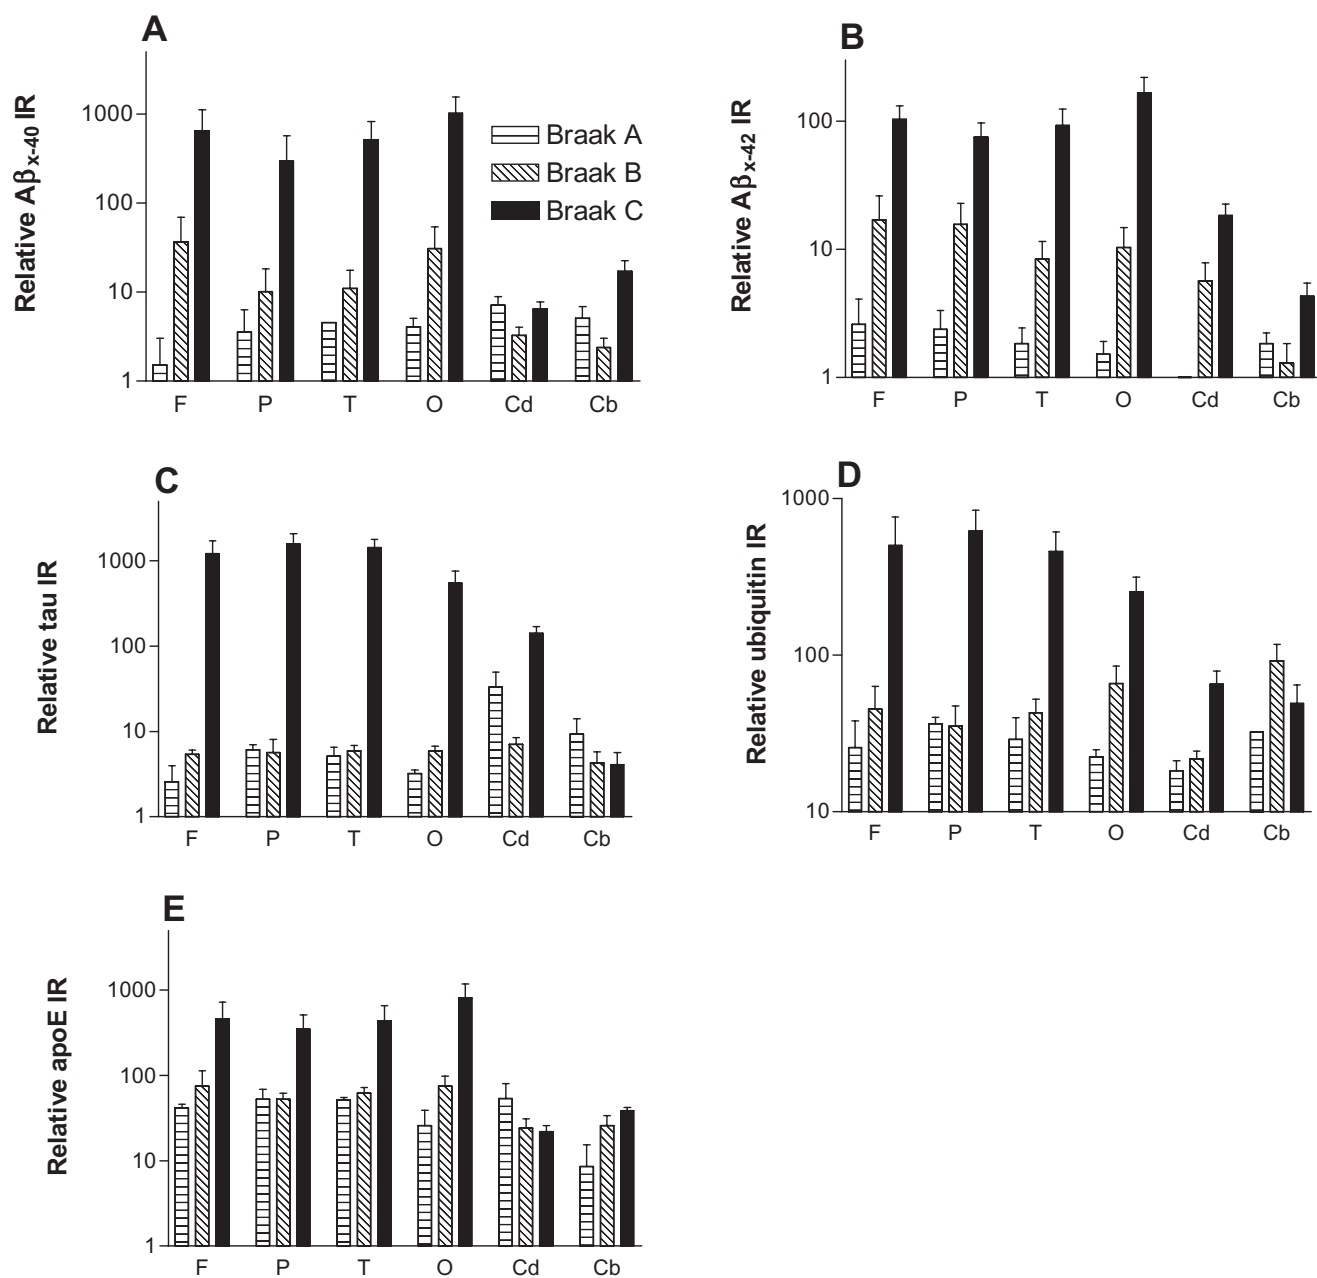 A
Relative Aβx-40 IR
1000
100
10
1
F P T O Cd Cb
Braak A
Braak B
Braak C
B
Relative Aβx-42 IR
100
10
1
F P T O Cd Cb
C
Relative tau IR
1000
100
10
1
F P T O Cd Cb
D
Relative ubiquitin IR
1000
100
10
F P T O Cd Cb
E
Relative apoE IR
1000
100
10
1
F P T O Cd Cb